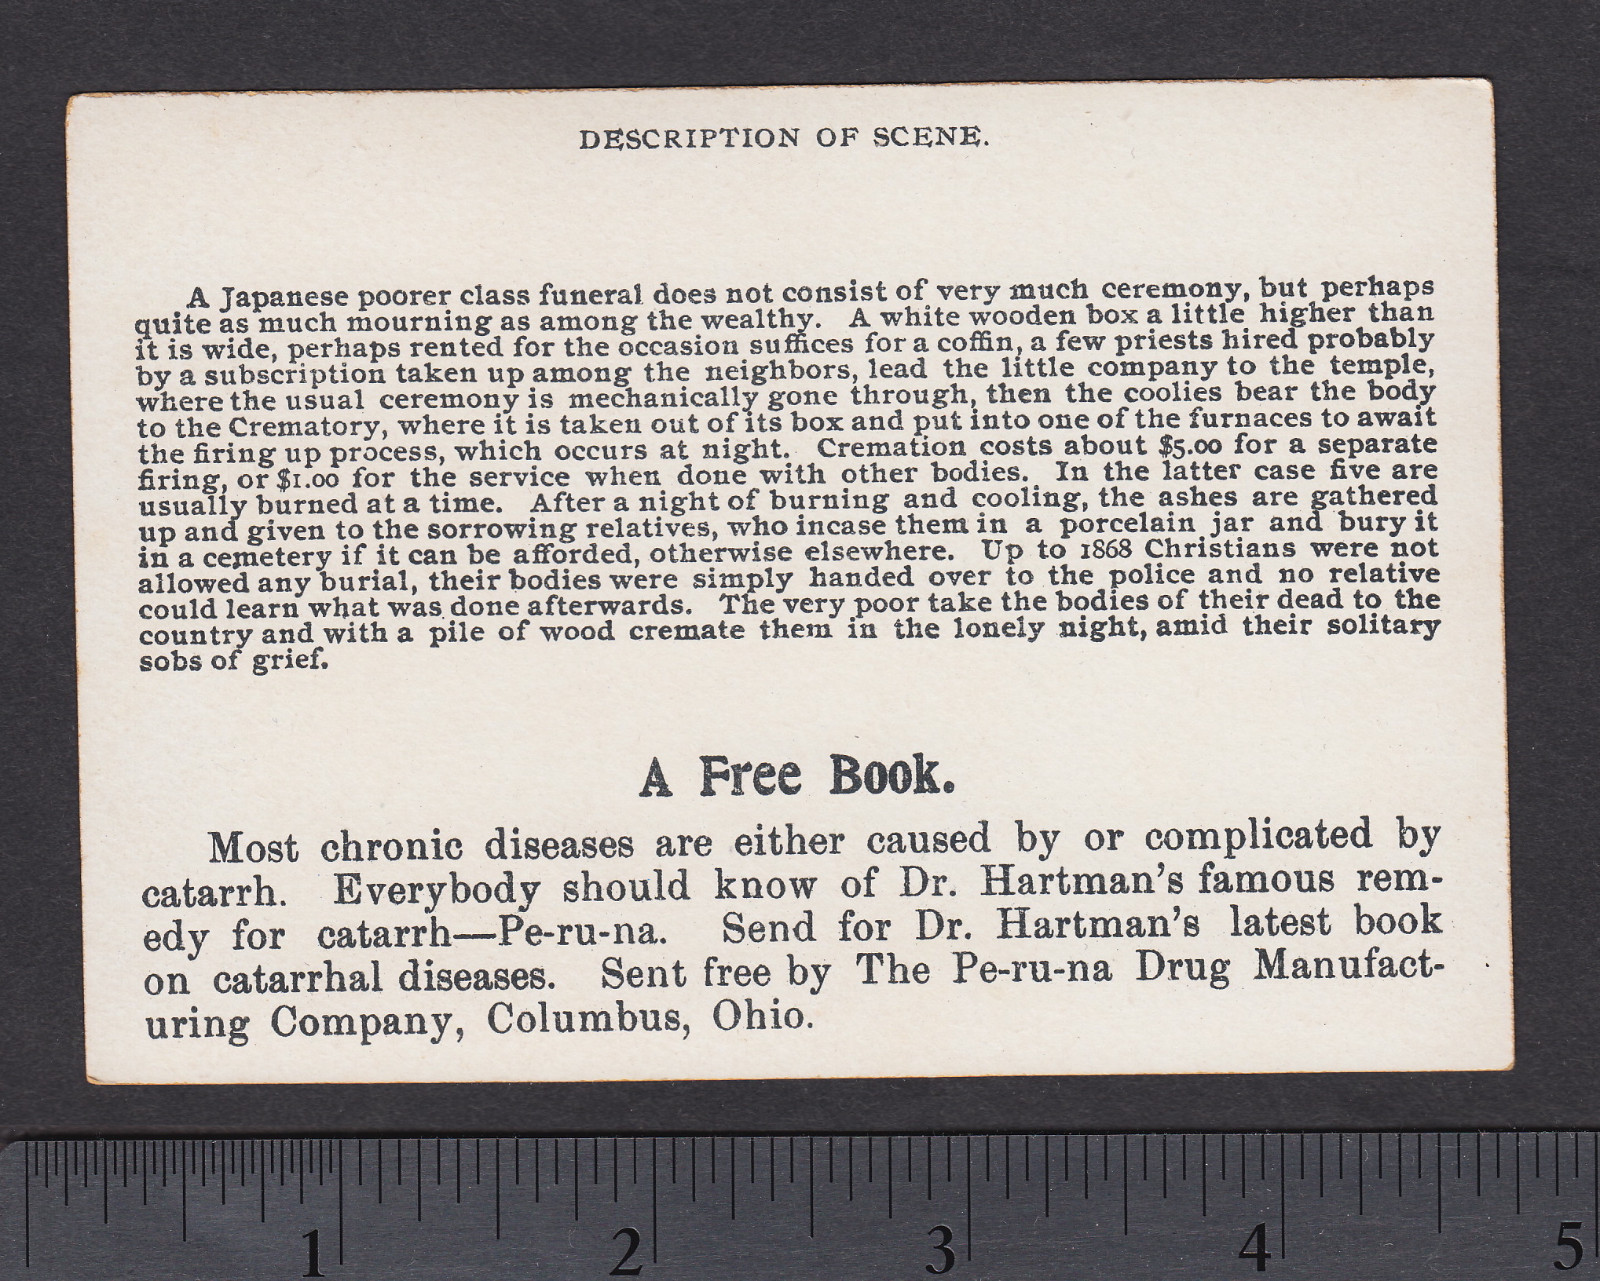 DESCRIPTION OF SCENE.
A Japanese poorer class funeral does not consist of very much ceremony, but perhaps
quite as much mourning as among the wealthy. A white wooden box a little higher than
it is wide, perhaps rented for the occasion suffices for a coffin, a few priests hired probably
by a subscription taken up among the neighbors, lead the little company to the temple,
where the usual ceremony is mechanically gone through, then the coolies bear the body
to the Crematory, where it is taken out of its box and put into one of the furnaces to await
the firing up process, which occurs at night. Cremation costs about $5.00 for a separate
firing, or $1.00 for the service when done with other bodies. In the latter case five are
usually burned at a time. After a night of burning and cooling, the ashes are gathered
up and given to the sorrowing relatives, who incase them in a porcelain jar and bury it
in a cemetery if it can be afforded, otherwise elsewhere. Up to 1868 Christians were not
allowed any burial, their bodies were simply handed over to the police and no relative
could learn what was done afterwards. The very poor take the bodies of their dead to the
country and with a pile of wood cremate them in the lonely night, amid their solitary
sobs of grief.
A Free Book.
Most chronic diseases are either caused by or complicated by
catarrh. Everybody should know of Dr. Hartman's famous rem-
edy for catarrh—Pe-ru-na. Send for Dr. Hartman's latest book
on catarrhal diseases. Sent free by The Pe-ru-na Drug Manufact-
uring Company, Columbus, Ohio.
1 2 3 4 5